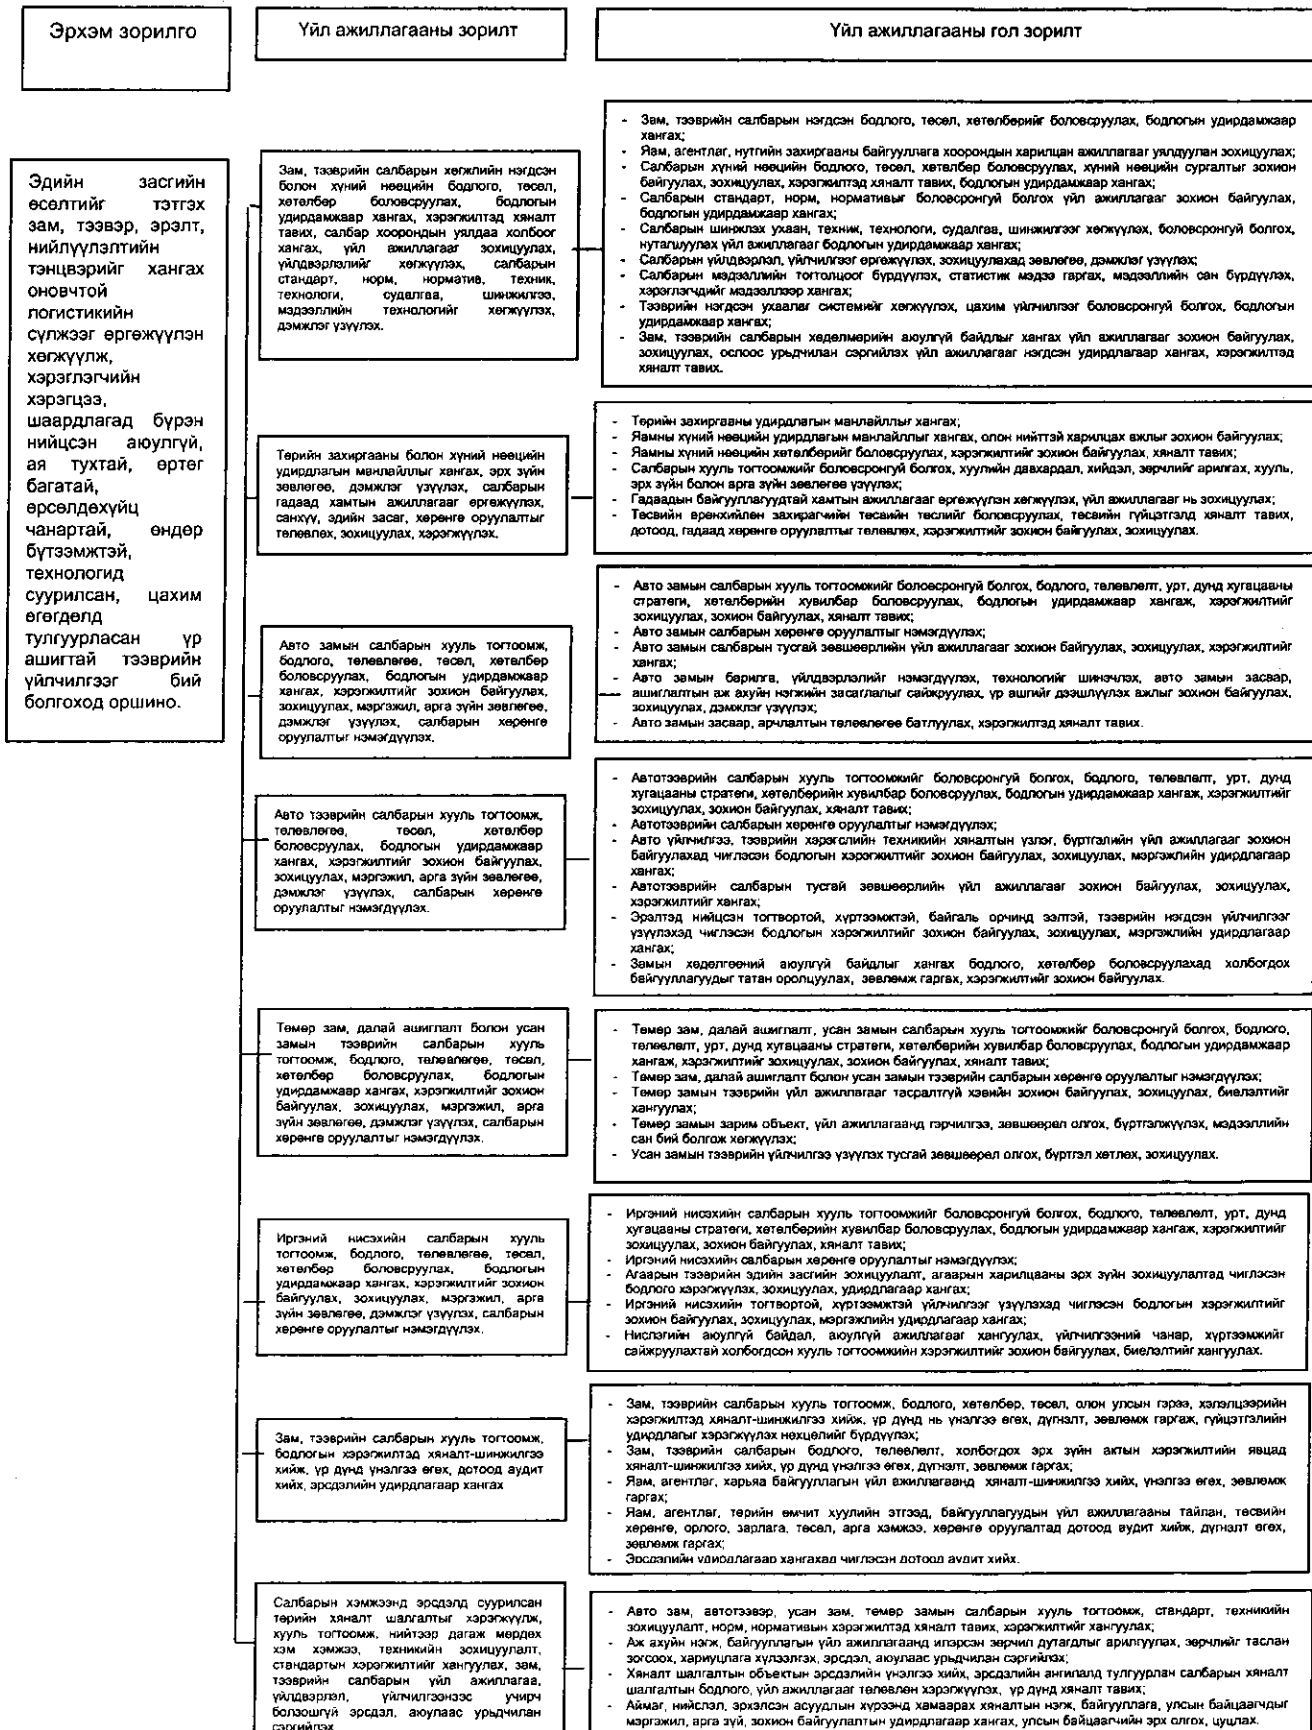 Эрхэм зорилго
Үйл ажиллагааны зорилт
Үйл ажиллагааны гол зорилт
Эдийн засгийн
өсөлтийг тэтгэх
зам, тээвэр, эрэлт,
нийлүүлэлтийн
тэнцвэрийг хангах
оновчтой
логистикийн
сүлжээг өргөжүүлэн
хөгжүүлж,
хэрэглэгчийн
хэрэгцээ,
шаардлагад бүрэн
нийцсэн аюулгүй,
ая тухтай, өртөг
багатай,
өрсөлдөхүйц
чанартай, өндөр
бүтээмжтэй,
технологид
суурилсан, цахим
өгөгдөлд
тулгуурласан үр
ашигтай тээврийн
үйлчилгээг бий
болгоход оршино.
Зам, тээврийн салбарын хөгжлийн нэгдсэн
болон хүний нөөцийн бодлого, төсөл,
хөтөлбөр боловсруулах, бодлогын
удирдамжаар хангах, хэрэгжилтэд хяналт
тавих, салбар хоорондын уялдаа холбоог
хангах, үйл ажиллагааг зохицуулах,
үйлдвэрлэлийг хөгжүүлэх, салбарын
стандарт, норм, норматив, техник,
технологи, судалгаа, шинжилгээ,
мэдээллийн технологийг хөгжүүлэх,
дэмжлэг үзүүлэх.
- Зам, тээврийн салбарын нэгдсэн бодлого, төсөл, хөтөлбөрийг боловсруулах, бодлогын удирдамжаар
хангах;
- Яам, агентлаг, нутгийн захиргааны байгууллага хоорондын харилцан ажиллагааг уялдуулан зохицуулах;
- Салбарын хүний нөөцийн бодлого, төсөл, хөтөлбөр боловсруулах, хүний нөөцийн сургалтыг зохион
байгуулах, зохицуулах, хэрэгжилтэд хяналт тавих, бодлогын удирдамжаар хангах;
- Салбарын стандарт, норм, нормативыг боловсронгуй болгох үйл ажиллагааг зохион байгуулах,
бодлогын удирдамжаар хангах;
- Салбарын шинжлэх ухаан, техник, технологи, судалгаа, шинжилгээг хөгжүүлэх, боловсронгуй болгох,
нутагшуулах үйл ажиллагааг бодлогын удирдамжаар хангах;
- Салбарын үйлдвэрлэл, үйлчилгээг өргөжүүлэх, зохицуулахад зөвлөгөө, дэмжлэг үзүүлэх;
- Салбарын мэдээллийн тогтолцоог бүрдүүлэх, статистик мэдээ гаргах, мэдээллийн сан бүрдүүлэх,
хэрэглэгчдийг мэдээллээр хангах;
- Тээврийн нэгдсэн ухаалаг системийг хөгжүүлэх, цахим үйлчилгээг боловсронгуй болгох, бодлогын
удирдамжаар хангах;
- Зам, тээврийн салбарын хөдөлмөрийн аюулгүй байдлыг хангах үйл ажиллагааг зохион байгуулах,
зохицуулах, ослоос урьдчилан сэргийлэх үйл ажиллагааг нэгдсэн удирдлагаар хангах, хэрэгжилтэд
хяналт тавих.
Төрийн захиргааны болон хүний нөөцийн
удирдлагын манлайллыг хангах, эрх зүйн
зөвлөгөө, дэмжлэг үзүүлэх, салбарын
гадаад хамтын ажиллагааг өргөжүүлэх,
санхүү, эдийн засаг, хөрөнгө оруулалтыг
төлөвлөх, зохицуулах, хэрэгжүүлэх.
- Төрийн захиргааны удирдлагын манлайллыг хангах;
- Яамны хүний нөөцийн удирдлагын манлайллыг хангах, олон нийттэй харилцах ажлыг зохион байгуулах;
- Яамны хүний нөөцийн хөтөлбөрийг боловсруулах, хэрэгжилтийг зохион байгуулах, хяналт тавих;
- Салбарын хууль тогтоомжийг боловсронгуй болгох, хуулийн давхардал, хийдэл, зөрчлийг арилгах, хууль,
эрх зүйн болон арга зүйн зөвлөгөө үзүүлэх;
- Гадаадын байгууллагуудтай хамтын ажиллагааг өргөжүүлэн хөгжүүлэх, үйл ажиллагааг нь зохицуулах;
- Төсвийн ерөнхийлөн захирагчийн төсвийн төслийг боловсруулах, төсвийн гүйцэтгэлд хяналт тавих,
дотоод, гадаад хөрөнгө оруулалтыг төлөвлөх, хэрэгжилтийг зохион байгуулах, зохицуулах.
Авто замын салбарын хууль тогтоомж,
бодлого, төлөвлөгөө, төсөл, хөтөлбөр
боловсруулах, бодлогын удирдамжаар
хангах, хэрэгжилтийг зохион байгуулах,
зохицуулах, мэргэжил, арга зүйн зөвлөгөө,
дэмжлэг үзүүлэх, салбарын хөрөнгө
оруулалтыг нэмэгдүүлэх.
- Авто замын салбарын хууль тогтоомжийг боловсронгуй болгох, бодлого, төлөвлөлт, урт, дунд хугацааны
стратеги, хөтөлбөрийн хувилбар боловсруулах, бодлогын удирдамжаар хангаж, хэрэгжилтийг
зохицуулах, зохион байгуулах, хяналт тавих;
- Авто замын салбарын хөрөнгө оруулалтыг нэмэгдүүлэх;
- Авто замын салбарын тусгай зөвшөөрлийн үйл ажиллагааг зохион байгуулах, зохицуулах, хэрэгжилтийг
хангах;
- Авто замын барилга, үйлдвэрлэлийг нэмэгдүүлэх, технологийг шинэчлэх, авто замын засвар,
ашиглалтын аж ахуйн нэгжийн засаглалыг сайжруулах, үр ашгийг дээшлүүлэх ажлыг зохион байгуулах,
зохицуулах, дэмжлэг үзүүлэх;
- Авто замын засвар, арчлалтын төлөвлөгөө батлуулах, хэрэгжилтэд хяналт тавих.
Авто тээврийн салбарын хууль тогтоомж,
төлөвлөгөө, төсөл, хөтөлбөр
боловсруулах, бодлогын удирдамжаар
хангах, хэрэгжилтийг зохион байгуулах,
зохицуулах, мэргэжил, арга зүйн зөвлөгөө,
дэмжлэг үзүүлэх, салбарын хөрөнгө
оруулалтыг нэмэгдүүлэх.
- Автотээврийн салбарын хууль тогтоомжийг боловсронгуй болгох, бодлого, төлөвлөлт, урт, дунд
хугацааны стратеги, хөтөлбөрийн хувилбар боловсруулах, бодлогын удирдамжаар хангаж, хэрэгжилтийг
зохицуулах, зохион байгуулах, хяналт тавих;
- Автотээврийн салбарын хөрөнгө оруулалтыг нэмэгдүүлэх;
- Авто үйлчилгээ, тээврийн хэрэгслийн техникийн хяналтын үзлэг, бүртгэлийн үйл ажиллагааг зохион
байгуулахад чиглэсэн бодлогын хэрэгжилтийг зохион байгуулах, зохицуулах, мэргэжлийн удирдлагаар
хангах;
- Автотээврийн салбарын тусгай зөвшөөрлийн үйл ажиллагааг зохион байгуулах, зохицуулах,
хэрэгжилтийг хангах;
- Эрэлтэд нийцсэн тогтвортой, хүртээмжтэй, байгаль орчинд ээлтэй, тээврийн нэгдсэн үйлчилгээг
үзүүлэхэд чиглэсэн бодлогын хэрэгжилтийг зохион байгуулах, зохицуулах, мэргэжлийн удирдлагаар
хангах;
- Замын хөдөлгөөний аюулгүй байдлыг хангах бодлого, хөтөлбөр боловсруулахад холбогдох
байгууллагуудыг татан оролцуулах, зөвлөмж гаргах, хэрэгжилтийг зохион байгуулах.
Төмөр зам, далай ашиглалт болон усан
замын тээврийн салбарын хууль
тогтоомж, бодлого, төлөвлөгөө, төсөл,
хөтөлбөр боловсруулах, бодлогын
удирдамжаар хангах, хэрэгжилтийг зохион
байгуулах, зохицуулах, мэргэжил, арга
зүйн зөвлөгөө, дэмжлэг үзүүлэх, салбарын
хөрөнгө оруулалтыг нэмэгдүүлэх.
- Төмөр зам, далай ашиглалт, усан замын салбарын хууль тогтоомжийг боловсронгуй болгох, бодлого,
төлөвлөлт, урт, дунд хугацааны стратеги, хөтөлбөрийн хувилбар боловсруулах, бодлогын удирдамжаар
хангаж, хэрэгжилтийг зохицуулах, зохион байгуулах, хяналт тавих;
- Төмөр зам, далай ашиглалт болон усан замын тээврийн салбарын хөрөнгө оруулалтыг нэмэгдүүлэх;
- Төмөр замын тээврийн үйл ажиллагааг тасралтгүй хэвийн зохион байгуулах, зохицуулах, биелэлтийг
хангуулах;
- Төмөр замын зарим объект, үйл ажиллагаанд гэрчилгээ, зөвшөөрөл олгох, бүртгэлжүүлэх, мэдээллийн
сан бий болгож хөгжүүлэх;
- Усан замын тээврийн үйлчилгээ үзүүлэх тусгай зөвшөөрөл олгох, бүртгэл хөтлөх, зохицуулах.
Иргэний нисэхийн салбарын хууль
тогтоомж, бодлого, төлөвлөгөө, төсөл,
хөтөлбөр боловсруулах, бодлогын
удирдамжаар хангах, хэрэгжилтийг зохион
байгуулах, зохицуулах, мэргэжил, арга
зүйн зөвлөгөө, дэмжлэг үзүүлэх, салбарын
хөрөнгө оруулалтыг нэмэгдүүлэх.
- Иргэний нисэхийн салбарын хууль тогтоомжийг боловсронгуй болгох, бодлого, төлөвлөлт, урт, дунд
хугацааны стратеги, хөтөлбөрийн хувилбар боловсруулах, бодлогын удирдамжаар хангаж, хэрэгжилтийг
зохицуулах, зохион байгуулах, хяналт тавих;
- Иргэний нисэхийн салбарын хөрөнгө оруулалтыг нэмэгдүүлэх;
- Агаарын тээврийн эдийн засгийн зохицуулалт, агаарын харилцааны эрх зүйн зохицуулалтад чиглэсэн
бодлого хэрэгжүүлэх, зохицуулах, удирдлагаар хангах;
- Иргэний нисэхийн тогтвортой, хүртээмжтэй үйлчилгээг үзүүлэхэд чиглэсэн бодлогын хэрэгжилтийг
зохион байгуулах, зохицуулах, мэргэжлийн удирдлагаар хангах;
- Нислэгийн аюулгүй байдал, аюулгүй ажиллагааг хангуулах, үйлчилгээний чанар, хүртээмжийг
сайжруулахтай холбогдсон хууль тогтоомжийн хэрэгжилтийг зохион байгуулах, биелэлтийг хангуулах.
Зам, тээврийн салбарын хууль тогтоомж,
бодлогын хэрэгжилтэд хяналт-шинжилгээ
хийж, үр дүнд үнэлгээ өгөх, дотоод аудит
хийх, эрсдэлийн удирдлагаар хангах
- Зам, тээврийн салбарын хууль тогтоомж, бодлого, хөтөлбөр, төсөл, олон улсын гэрээ, хэлэлцээрийн
хэрэгжилтэд хяналт-шинжилгээ хийж, үр дүнд нь үнэлгээ өгөх, дүгнэлт, зөвлөмж гаргаж, гүйцэтгэлийн
удирдлагыг хэрэгжүүлэх нөхцөлийг бүрдүүлэх;
- Зам, тээврийн салбарын бодлого, төлөвлөлт, холбогдох эрх зүйн актын хэрэгжилтийн явцад
хяналт-шинжилгээ хийх, үр дүнд үнэлгээ өгөх, дүгнэлт, зөвлөмж гаргах;
- Яам, агентлаг, харьяа байгууллагын үйл ажиллагаанд хяналт-шинжилгээ хийх, үнэлгээ өгөх, зөвлөмж
гаргах;
- Яам, агентлаг, төрийн өмчит хуулийн этгээд, байгууллагуудын үйл ажиллагааны тайлан, төсвийн
хөрөнгө, орлого, зарлага, төсөл, арга хэмжээ, хөрөнгө оруулалтад дотоод аудит хийж, дүгнэлт өгөх,
зөвлөмж гаргах;
- Эрсдэлийн удирдлагаар хангахад чиглэсэн дотоод аудит хийх.
Салбарын хэмжээнд эрсдэлд суурилсан
төрийн хяналт шалгалтыг хэрэгжүүлж,
хууль тогтоомж, нийтээр дагаж мөрдөх
хэм хэмжээ, техникийн зохицуулалт,
стандартын хэрэгжилтийг хангуулах, зам,
тээврийн салбарын үйл ажиллагаа,
үйлдвэрлэл, үйлчилгээнээс учирч
болзошгүй эрсдэл, аюулаас урьдчилан
сэргийлэх
- Авто зам, автотээвэр, усан зам, төмөр замын салбарын хууль тогтоомж, стандарт, техникийн
зохицуулалт, норм, нормативын хэрэгжилтэд хяналт тавих, хэрэгжилтийг хангуулах;
- Аж ахуйн нэгж, байгууллагын үйл ажиллагаанд илэрсэн зөрчил дутагдлыг арилгуулах, зөрчлийг таслан
зогсоох, хариуцлага хүлээлгэх, эрсдэл, аюулаас урьдчилан сэргийлэх;
- Хяналт шалгалтын объектын эрсдэлийн үнэлгээ хийх, эрсдэлийн ангилалд тулгуурлан салбарын хяналт
шалгалтын бодлого, үйл ажиллагааг төлөвлөн хэрэгжүүлэх, үр дүнд хяналт тавих;
- Аймаг, нийслэл, эрхэлсэн асуудлын хүрээнд хамаарах хяналтын нэгж, байгууллага, улсын байцаагчдыг
мэргэжил, арга зүй, зохион байгуулалтын удирдлагаар хангах, улсын байцаагчийн эрх олгох, цуцлах.